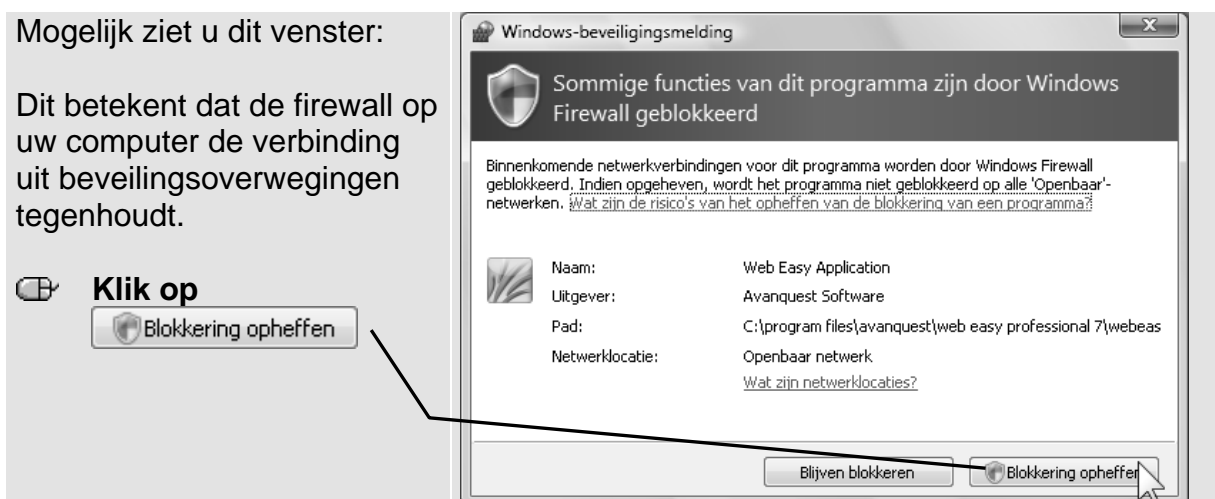 Mogelijk ziet u dit venster:
Dit betekent dat de firewall op
uw computer de verbinding
uit beveilingsoverwegingen
tegenhoudt.
Klik op
Blokkering opheffen
Windows-beveiligingsmelding
Sommige functies van dit programma zijn door Windows
Firewall geblokkeerd
Binnenkomende netwerkverbindingen voor dit programma worden door Windows Firewall
geblokkeerd. Indien opgeheven, wordt het programma niet geblokkeerd op alle 'Openbaar'-
netwerken. Wat zijn de risico's van het opheffen van de blokkering van een programma?
Naam: Web Easy Application
Uitgever: Avanquest Software
Pad: C:\program files\avanquest\web easy professional 7\webeas
Netwerklocatie: Openbaar netwerk
Wat zijn netwerklocaties?
Blijven blokkeren Blokkering opheffen